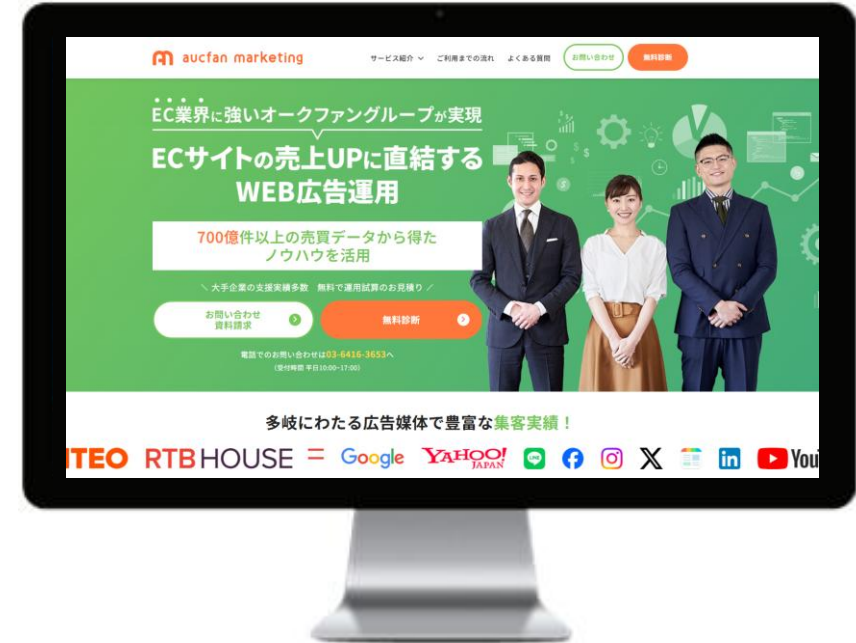 aucfan marketing
サービス紹介 ご利用までの流れ よくある質問 お問い合わせ 無料診断
EC業界に強いオークファングループが実現
ECサイトの売上UPに直結する
WEB広告運用
700億件以上の売買データから得た
ノウハウを活用
\ 大手企業の支援実績多数 無料で運用試算のお見積り /
お問い合わせ
資料請求
無料診断
電話でのお問い合わせは03-6416-3653へ
(受付時間 平日10:00~17:00)
多岐にわたる広告媒体で豊富な集客実績!
ITEO RTB HOUSE Google YAHOO! JAPAN LINE X in You